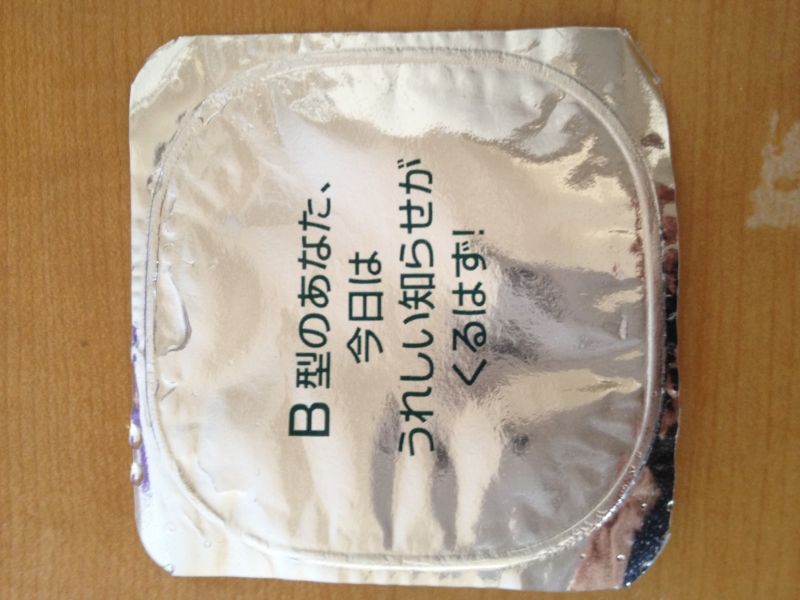 B型のあなた、
今日は
うれしい知らせが
くるはず!